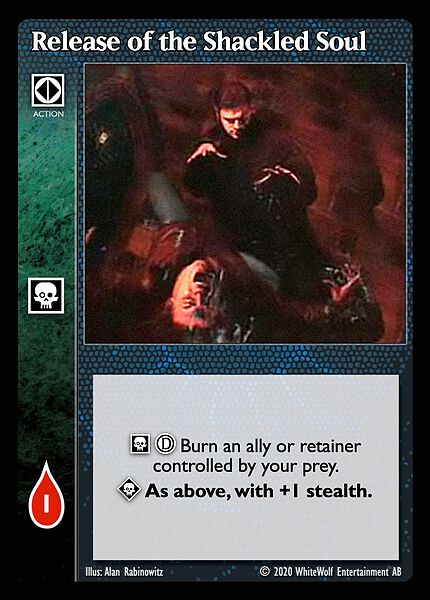 Release of the Shackled Soul
ACTION
D Burn an ally or retainer
controlled by your prey.
As above, with +1 stealth.
1
Illus: Alan Rabinowitz
© 2020 WhiteWolf Entertainment AB